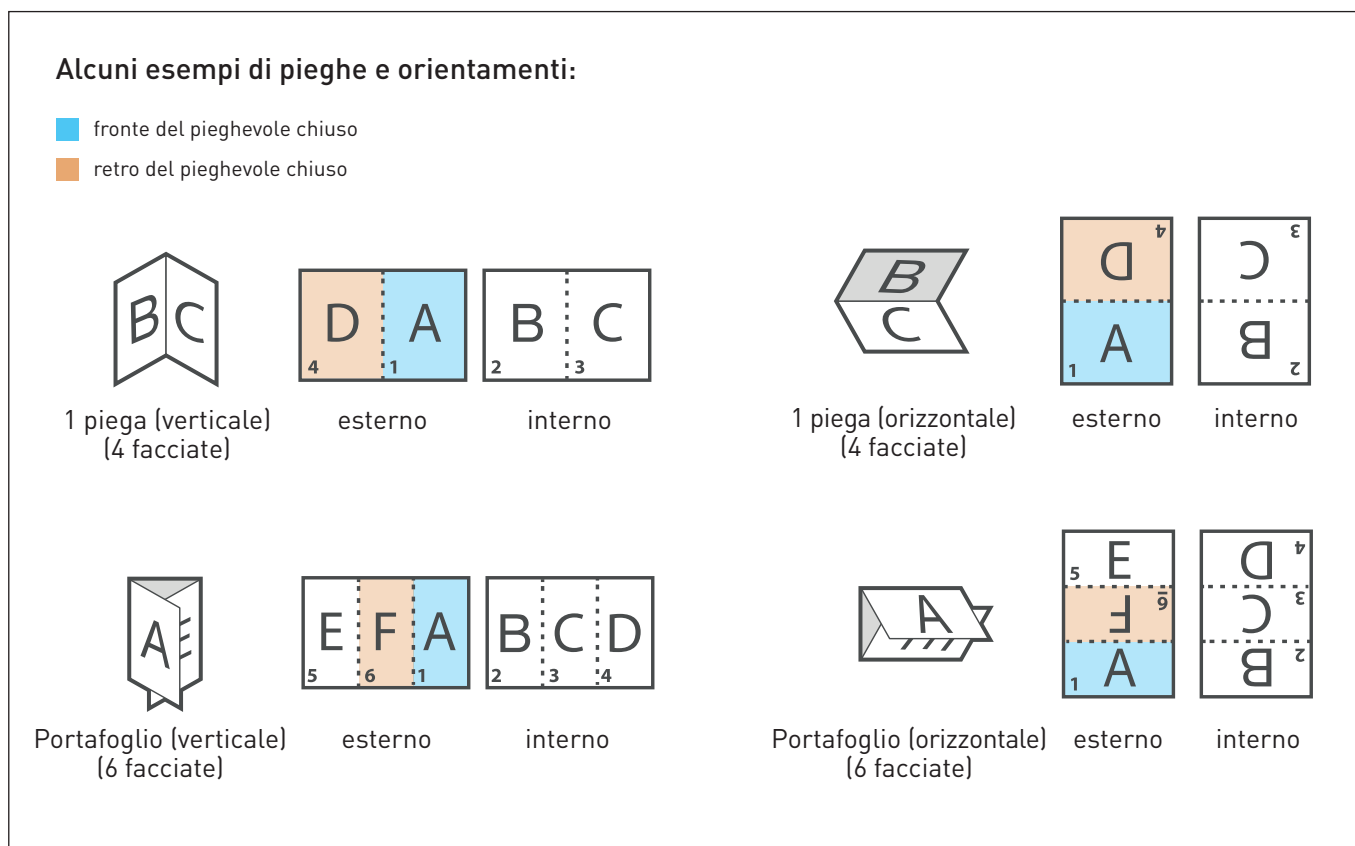 Alcuni esempi di pieghe e orientamenti:
fronte del pieghevole chiuso
retro del pieghevole chiuso
B C
D A
4 1
B C
2 3
1 piega (verticale)
(4 facciate)
esterno
interno
B
C
4
D
A
1
3
C
B
2
1 piega (orizzontale)
(4 facciate)
esterno
interno
A
E F A
5 6 1
B C D
2 3 4
Portafoglio (verticale)
(6 facciate)
esterno
interno
A
E
5
6
F
A
1
4
D
3
C
2
B
Portafoglio (orizzontale)
(6 facciate)
esterno
interno